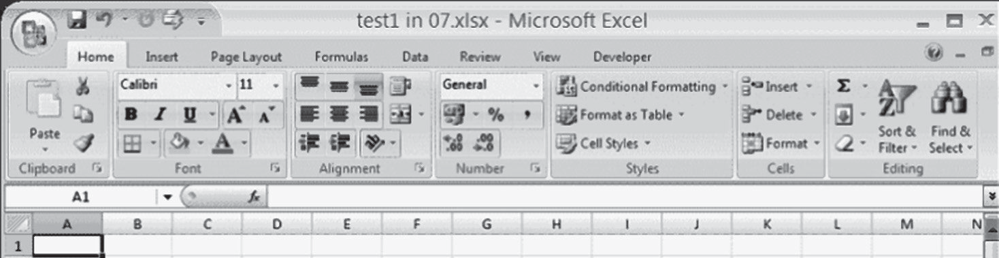 test1 in 07.xlsx - Microsoft Excel
Home Insert Page Layout Formulas Data Review View Developer
Calibri 11 General Conditional Formatting Insert Σ
B I U A A % , Format as Table Delete
Paste A Cell Styles Format Sort & Filter Find & Select
Clipboard Font Alignment Number Styles Cells Editing
A1 fx
A B C D E F G H I J K L M N
1